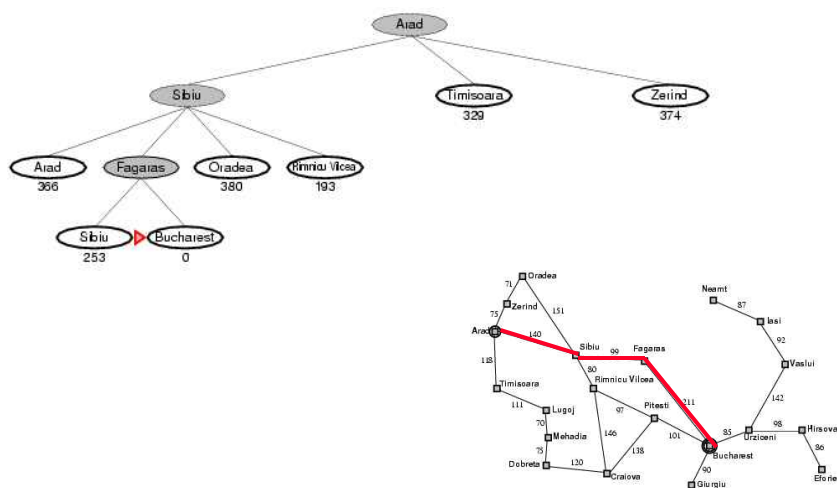 Arad
Sibiu
Timisoara
Zerind
329
374
Arad
Fagaras
Oradea
Rimnicu Vilcea
366
380
193
Sibiu
Bucharest
253
0
Oradea
71
Neamt
Zerind
87
151
75
Iasi
Arad
140
92
Sibiu
99
Fagaras
118
80
Vaslui
Rimnicu Vilcea
Timisoara
211
142
111
Lugoj
97
Pitesti
70
98
Hirsova
85
Urziceni
146
101
Mehadia
138
86
75
Bucharest
120
Dobreta
90
Craiova
Eforie
Giurgiu